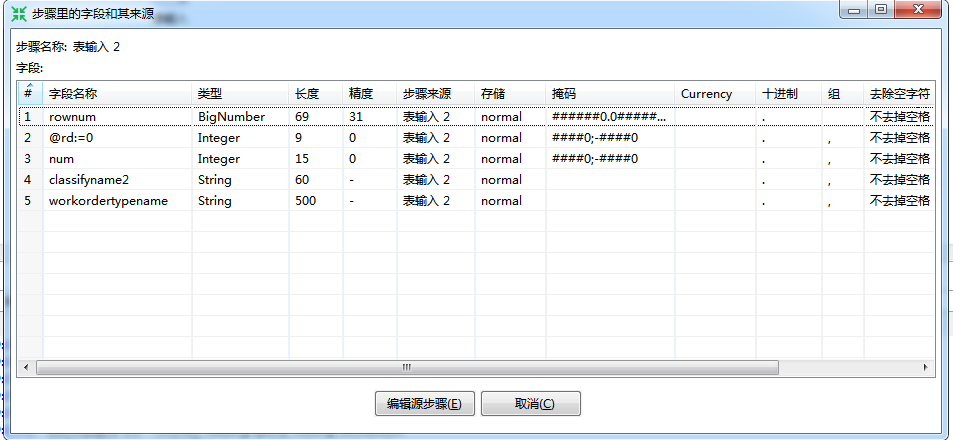 步骤里的字段和其来源
步骤名称: 表输入 2
字段:
# 字段名称 类型 长度 精度 步骤来源 存储 掩码 Currency 十进制 组 去除空字符
1 rownum BigNumber 69 31 表输入 2 normal ######0.0#####... . 不去掉空格
2 @rd:=0 Integer 9 0 表输入 2 normal ####0;-####0 . , 不去掉空格
3 num Integer 15 0 表输入 2 normal ####0;-####0 . , 不去掉空格
4 classifyname2 String 60 - 表输入 2 normal . , 不去掉空格
5 workordertypename String 500 - 表输入 2 normal . , 不去掉空格
编辑源步骤(E) 取消(C)